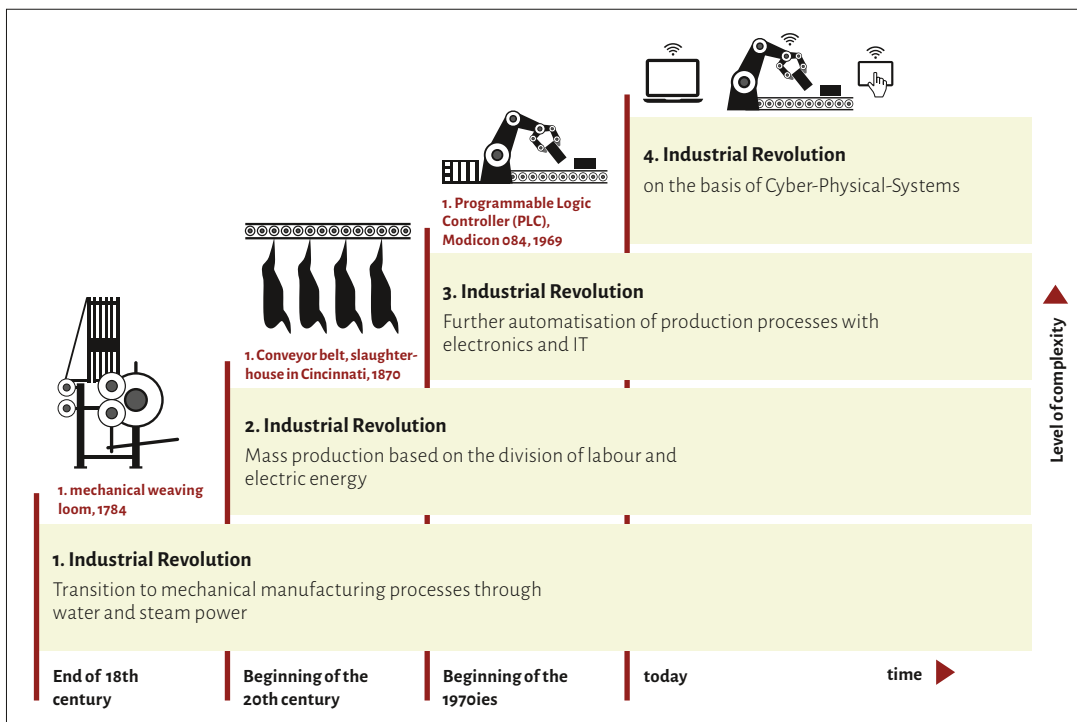 4. Industrial Revolution
on the basis of Cyber-Physical-Systems
1. Programmable Logic
Controller (PLC),
Modicon 084, 1969
3. Industrial Revolution
Further automatisation of production processes with
electronics and IT
1. Conveyor belt, slaughter-
house in Cincinnati, 1870
2. Industrial Revolution
Mass production based on the division of labour and
electric energy
1. mechanical weaving
loom, 1784
1. Industrial Revolution
Transition to mechanical manufacturing processes through
water and steam power
Level of complexity
End of 18th
century
Beginning of the
20th century
Beginning of the
1970ies
today
time